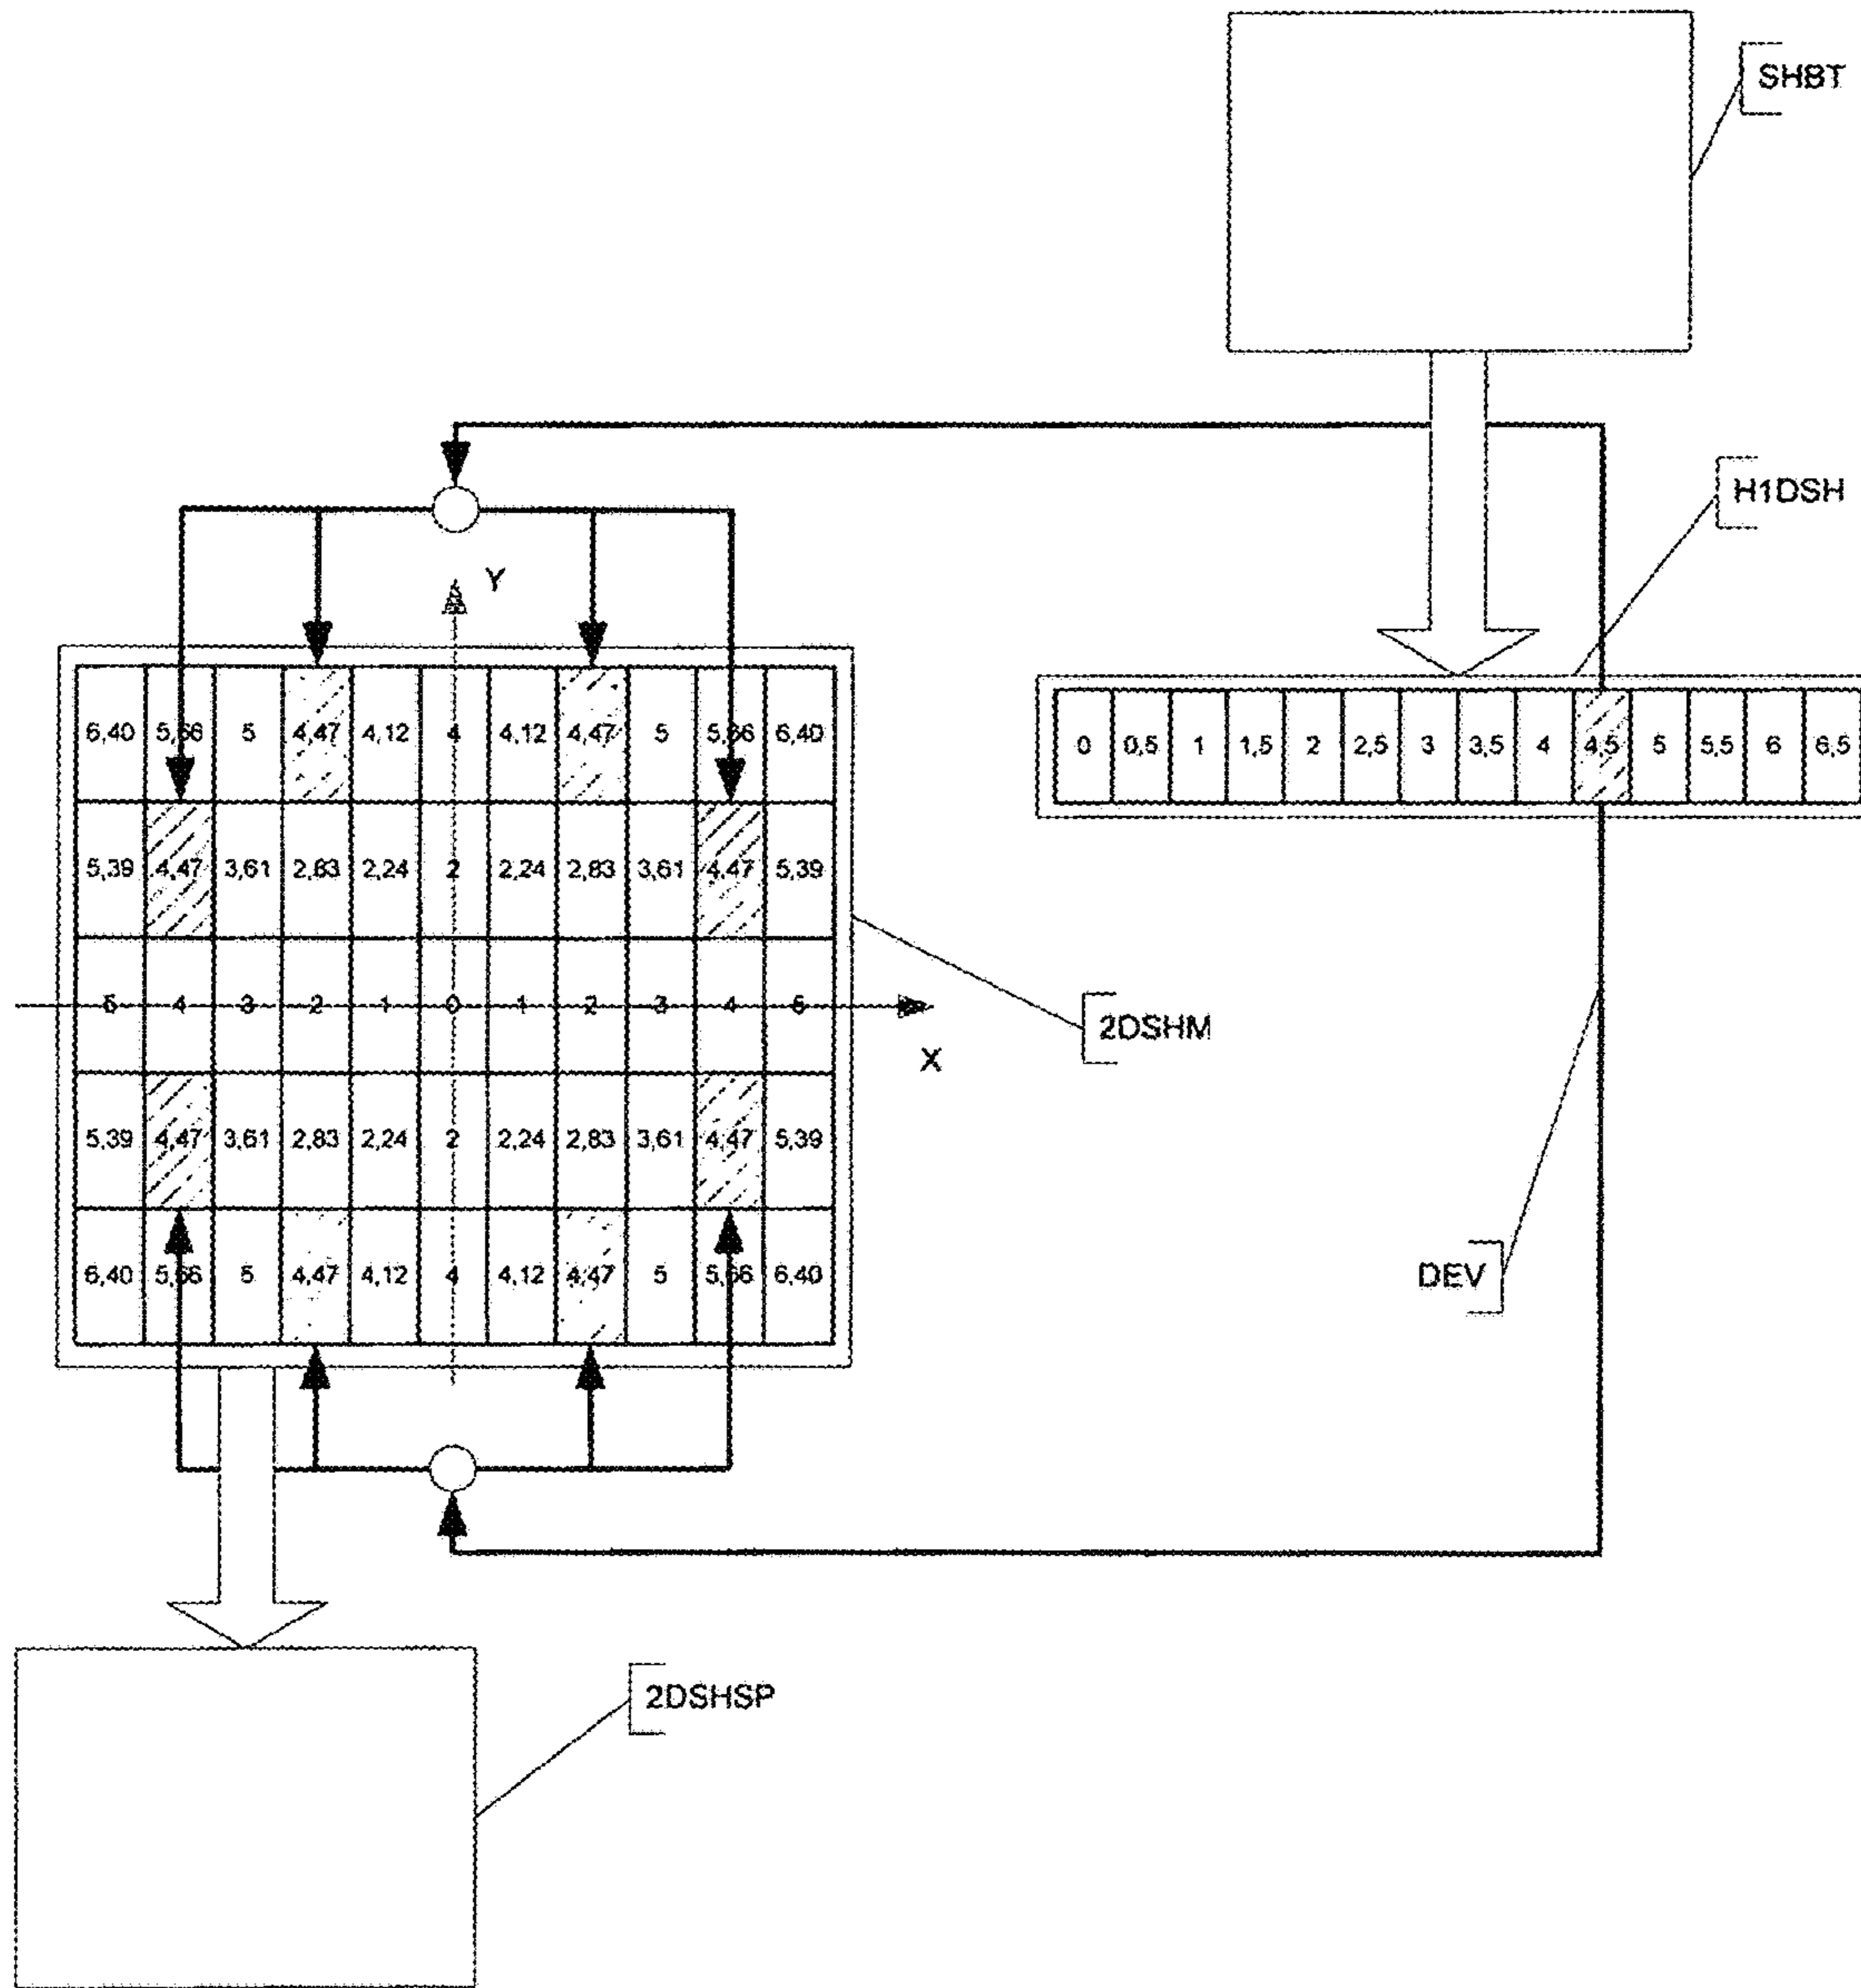 SHBT
H1DSH
Y
6,40 5,66 5 4,47 4,12 4 4,12 4,47 5 5,66 6,40
0 0,5 1 1,5 2 2,5 3 3,5 4 4,5 5 5,5 6 6,5
5,39 4,47 3,61 2,83 2,24 2 2,24 2,83 3,61 4,47 5,39
5 4 3 2 1 0 1 2 3 4 5
2DSHM
X
5,39 4,47 3,61 2,83 2,24 2 2,24 2,83 3,61 4,47 5,39
6,40 5,66 5 4,47 4,12 4 4,12 4,47 5 5,66 6,40
DEV
2DSHSP